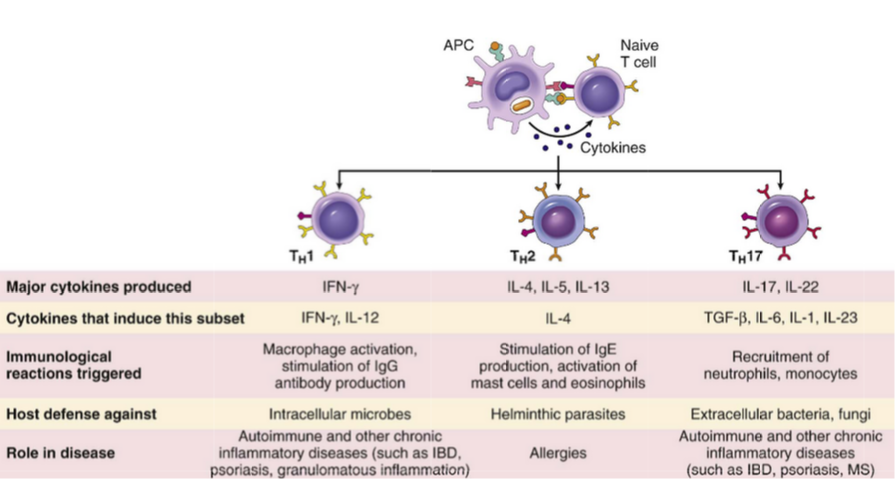 APC
Naive
T cell
Cytokines
TH1
TH2
TH17
Major cytokines produced
IFN-γ
IL-4, IL-5, IL-13
IL-17, IL-22
Cytokines that induce this subset
IFN-γ, IL-12
IL-4
TGF-β, IL-6, IL-1, IL-23
Immunological
reactions triggered
Macrophage activation,
stimulation of IgG
antibody production
Stimulation of IgE
production, activation of
mast cells and eosinophils
Recruitment of
neutrophils, monocytes
Host defense against
Intracellular microbes
Helminthic parasites
Extracellular bacteria, fungi
Role in disease
Autoimmune and other chronic
inflammatory diseases (such as IBD,
psoriasis, granulomatous inflammation)
Allergies
Autoimmune and other chronic
inflammatory diseases
(such as IBD, psoriasis, MS)